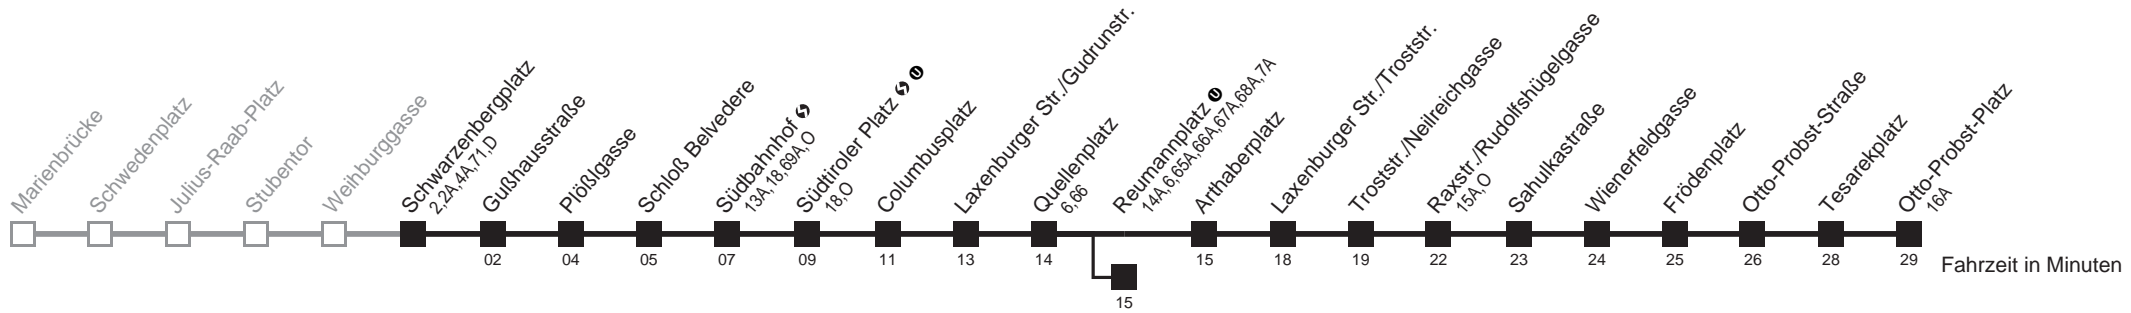 Marienbrücke
Schwedenplatz
Julius-Raab-Platz
Stubentor
Weihburggasse
Schwarzenbergplatz
2,2A,4A,71,D
Gußhausstraße
02
Plößlgasse
04
Schloß Belvedere
05
Südbahnhof S
13A,18,69A,O
07
Südtiroler Platz S U
18,O
09
Columbusplatz
11
Laxenburger Str./Gudrunstr.
13
Quellenplatz
6,66
14
Reumannplatz U
14A,6,65A,66A,67A,68A,7A
15
Arthaberplatz
15
Laxenburger Str./Troststr.
18
Troststr./Neilreichgasse
19
Raxstr./Rudolfshügelgasse
15A,O
22
Sahulkastraße
23
Wienerfeldgasse
24
Frödenplatz
25
Otto-Probst-Straße
26
Tesarekplatz
28
Otto-Probst-Platz
16A
29
Fahrzeit in Minuten